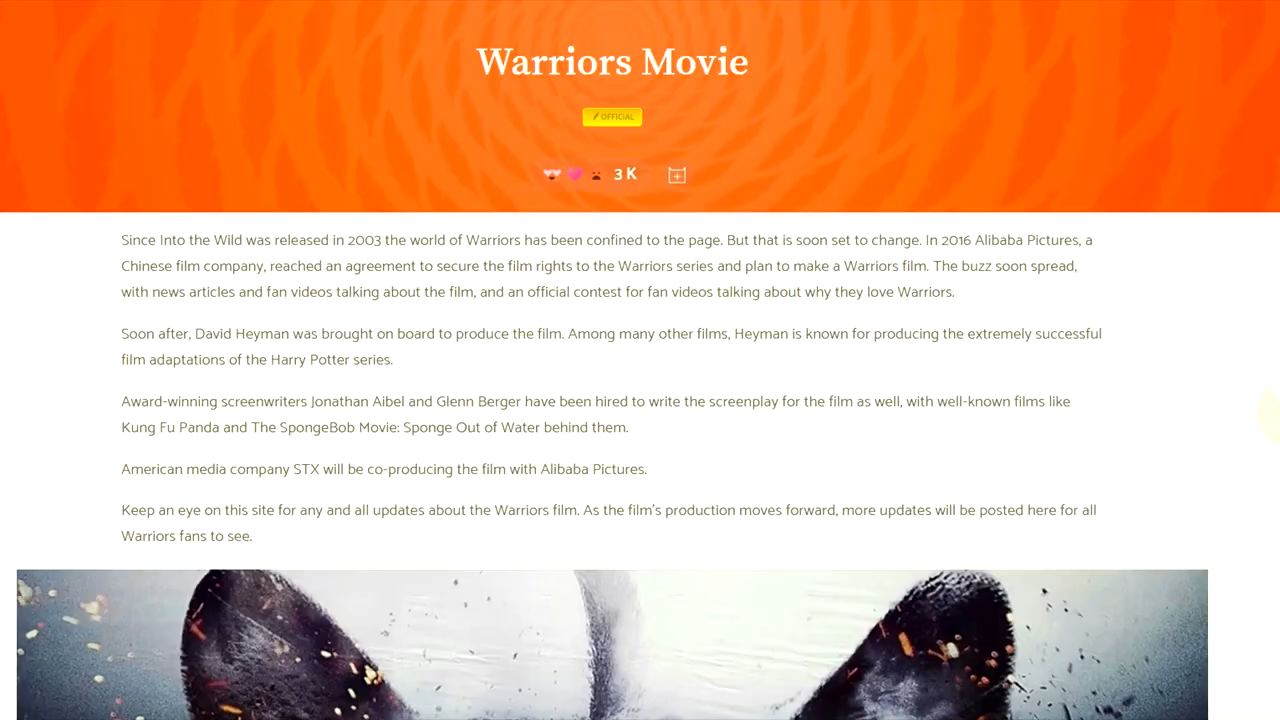 Warriors Movie
OFFICIAL
3 K
Since Into the Wild was released in 2003 the world of Warriors has been confined to the page. But that is soon set to change. In 2016 Alibaba Pictures, a
Chinese film company, reached an agreement to secure the film rights to the Warriors series and plan to make a Warriors film. The buzz soon spread,
with news articles and fan videos talking about the film, and an official contest for fan videos talking about why they love Warriors.
Soon after, David Heyman was brought on board to produce the film. Among many other films, Heyman is known for producing the extremely successful
film adaptations of the Harry Potter series.
Award-winning screenwriters Jonathan Aibel and Glenn Berger have been hired to write the screenplay for the film as well, with well-known films like
Kung Fu Panda and The SpongeBob Movie: Sponge Out of Water behind them.
American media company STX will be co-producing the film with Alibaba Pictures.
Keep an eye on this site for any and all updates about the Warriors film. As the film's production moves forward, more updates will be posted here for all
Warriors fans to see.